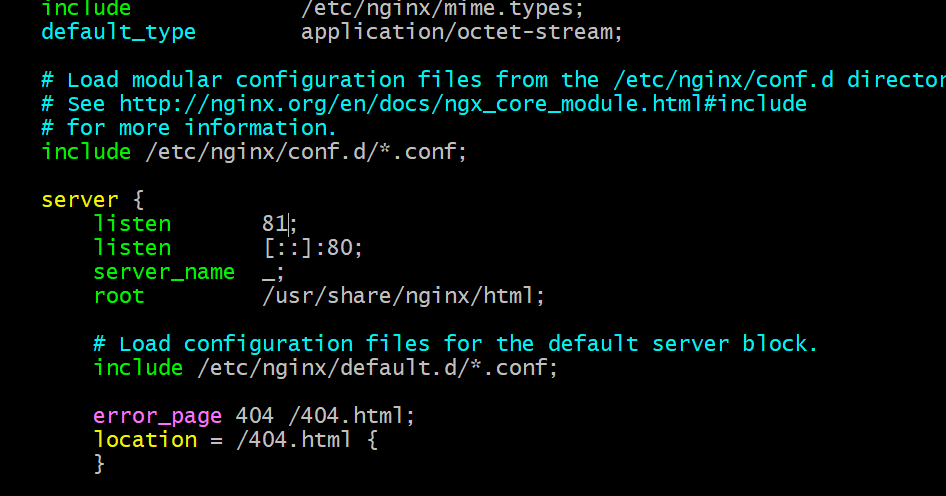 include             /etc/nginx/mime.types;
default_type        application/octet-stream;
# Load modular configuration files from the /etc/nginx/conf.d director
# See http://nginx.org/en/docs/ngx_core_module.html#include
# for more information.
include /etc/nginx/conf.d/*.conf;
server {
    listen       81;
    listen       [::]:80;
    server_name  _;
    root         /usr/share/nginx/html;
    # Load configuration files for the default server block.
    include /etc/nginx/default.d/*.conf;
    error_page 404 /404.html;
    location = /404.html {
    }